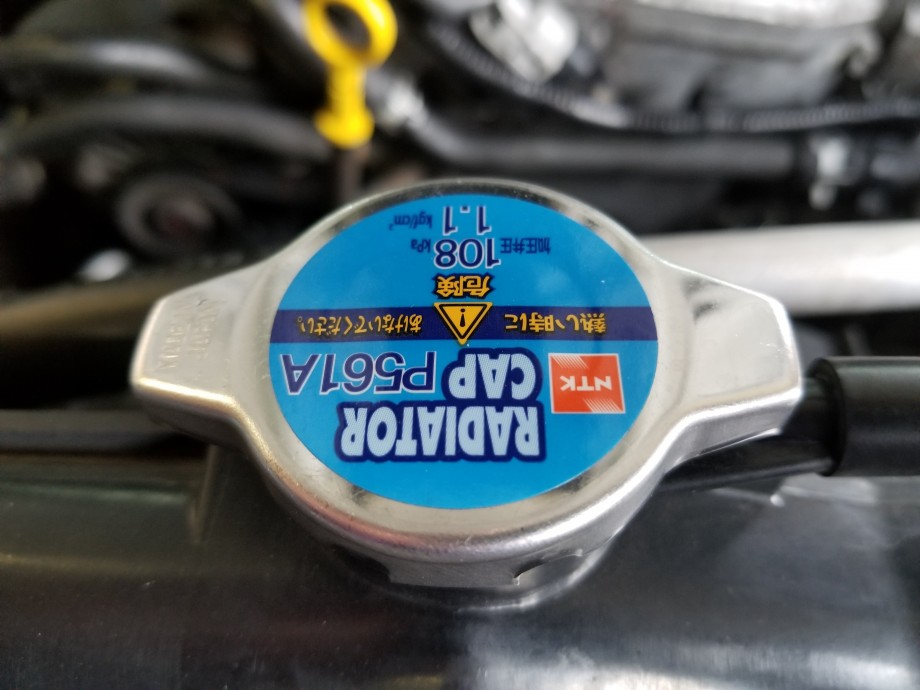 RADIATOR
CAP P561A
NTK
熱い時に あけないでください。
危険
加圧弁圧 108 kPa
1.1 kgf/cm²